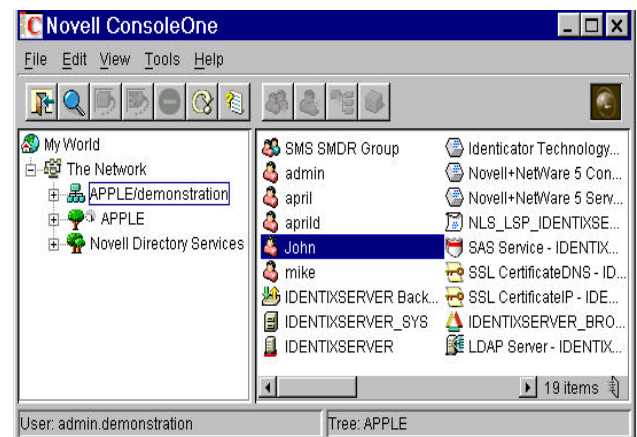 Novell ConsoleOne
File Edit View Tools Help
My World
The Network
APPLE/demonstration
APPLE
Novell Directory Services
SMS SMDR Group
admin
april
aprild
John
mike
IDENTIXSERVER Back...
IDENTIXSERVER_SYS
IDENTIXSERVER
Identicator Technology...
Novell+NetWare 5 Con...
Novell+NetWare 5 Serv...
NLS_LSP_IDENTIXSE...
SAS Service - IDENTIX...
SSL CertificateDNS - ID...
SSL CertificateIP - IDE...
IDENTIXSERVER_BRO...
LDAP Server - IDENTIX...
19 items
User: admin.demonstration
Tree: APPLE